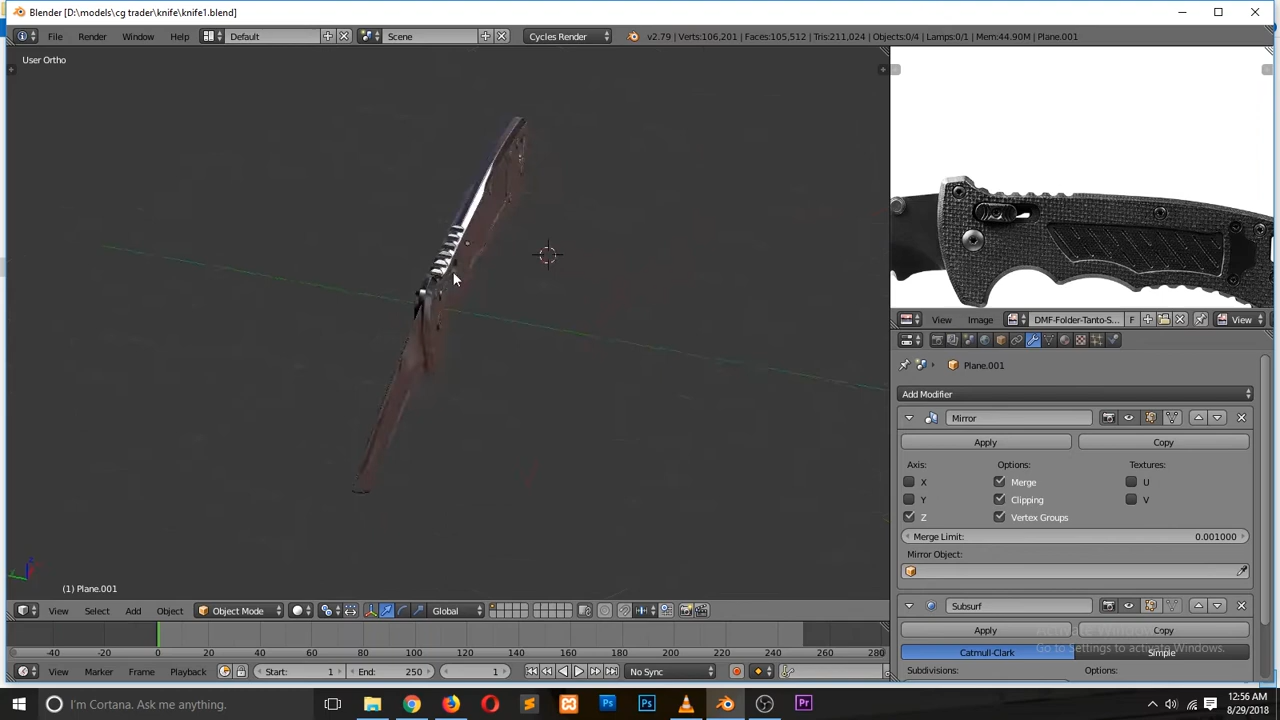 Blender [D:\models\cg trader\knife\knife1.blend]
File Render Window Help Default Scene Cycles Render v2.79 | Verts:106,201 | Faces:105,512 | Tris:211,024 | Objects:0/4 | Lamps:0/1 | Mem:44.90M | Plane.001
User Ortho
View Image DMF-Folder-Tanto-S... F View
Plane.001
Add Modifier
Mirror
Apply Copy
Axis: Options: Textures:
X Merge U
Y Clipping V
Z Vertex Groups
Merge Limit: 0.001000
Mirror Object:
(1) Plane.001
View Select Add Object Object Mode Global
Subsurf
Apply Copy
Activate Windows
Go to Settings to activate Windows.
Catmull-Clark Simple
Subdivisions: Options:
-40 -20 0 20 40 60 80 100 120 140 160 180 200 220 240 260 280
View Marker Frame Playback Start: 1 End: 250 1 No Sync
I'm Cortana. Ask me anything.
12:56 AM
8/29/2018